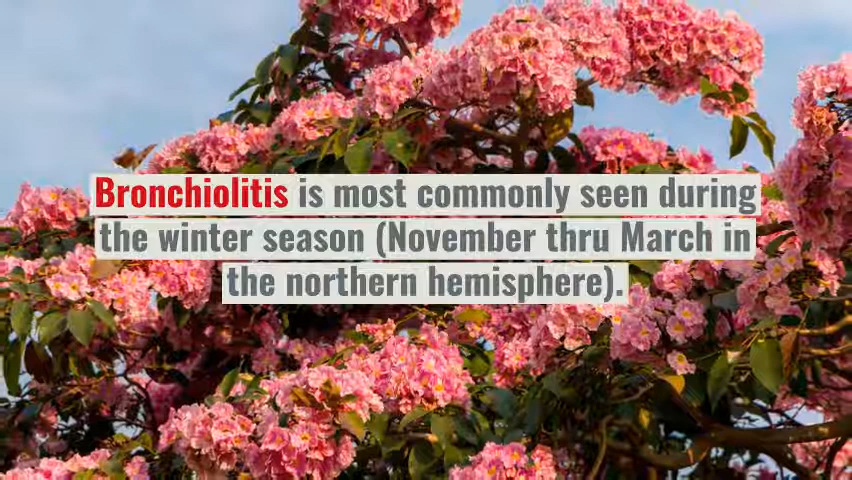 Bronchiolitis is most commonly seen during
the winter season (November thru March in
the northern hemisphere).